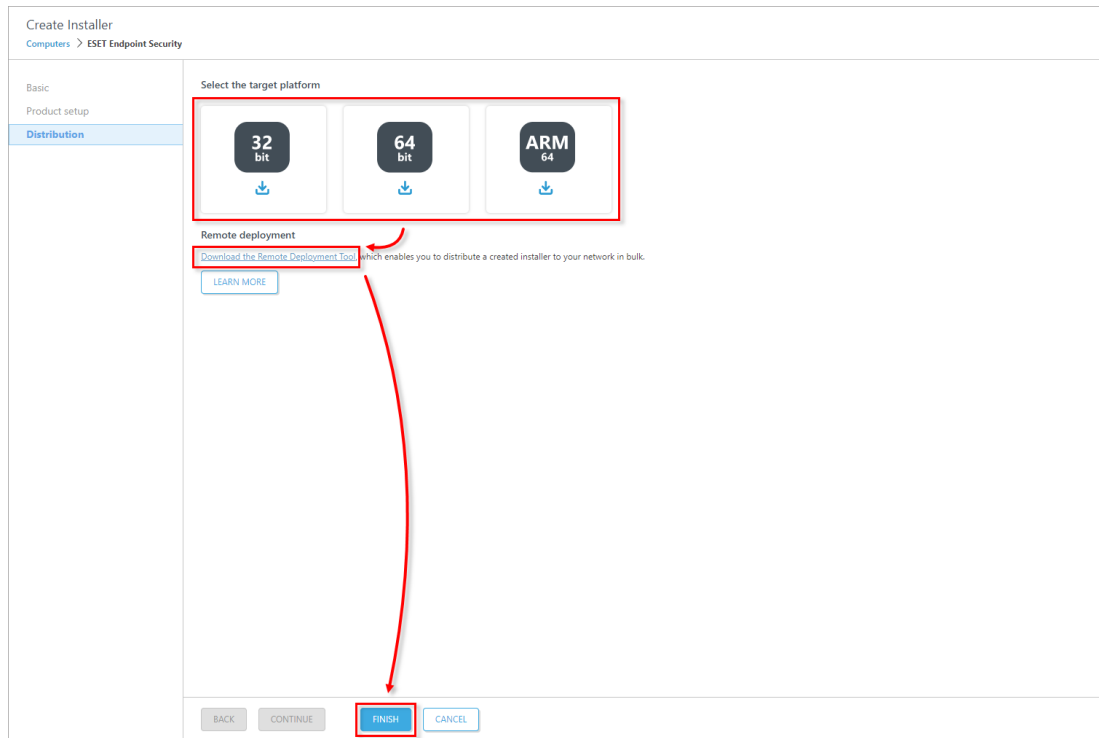 Create Installer
Computers > ESET Endpoint Security
Basic
Product setup
Distribution
Select the target platform
32
bit
64
bit
ARM
64
Remote deployment
Download the Remote Deployment Tool, which enables you to distribute a created installer to your network in bulk.
LEARN MORE
BACK CONTINUE FINISH CANCEL